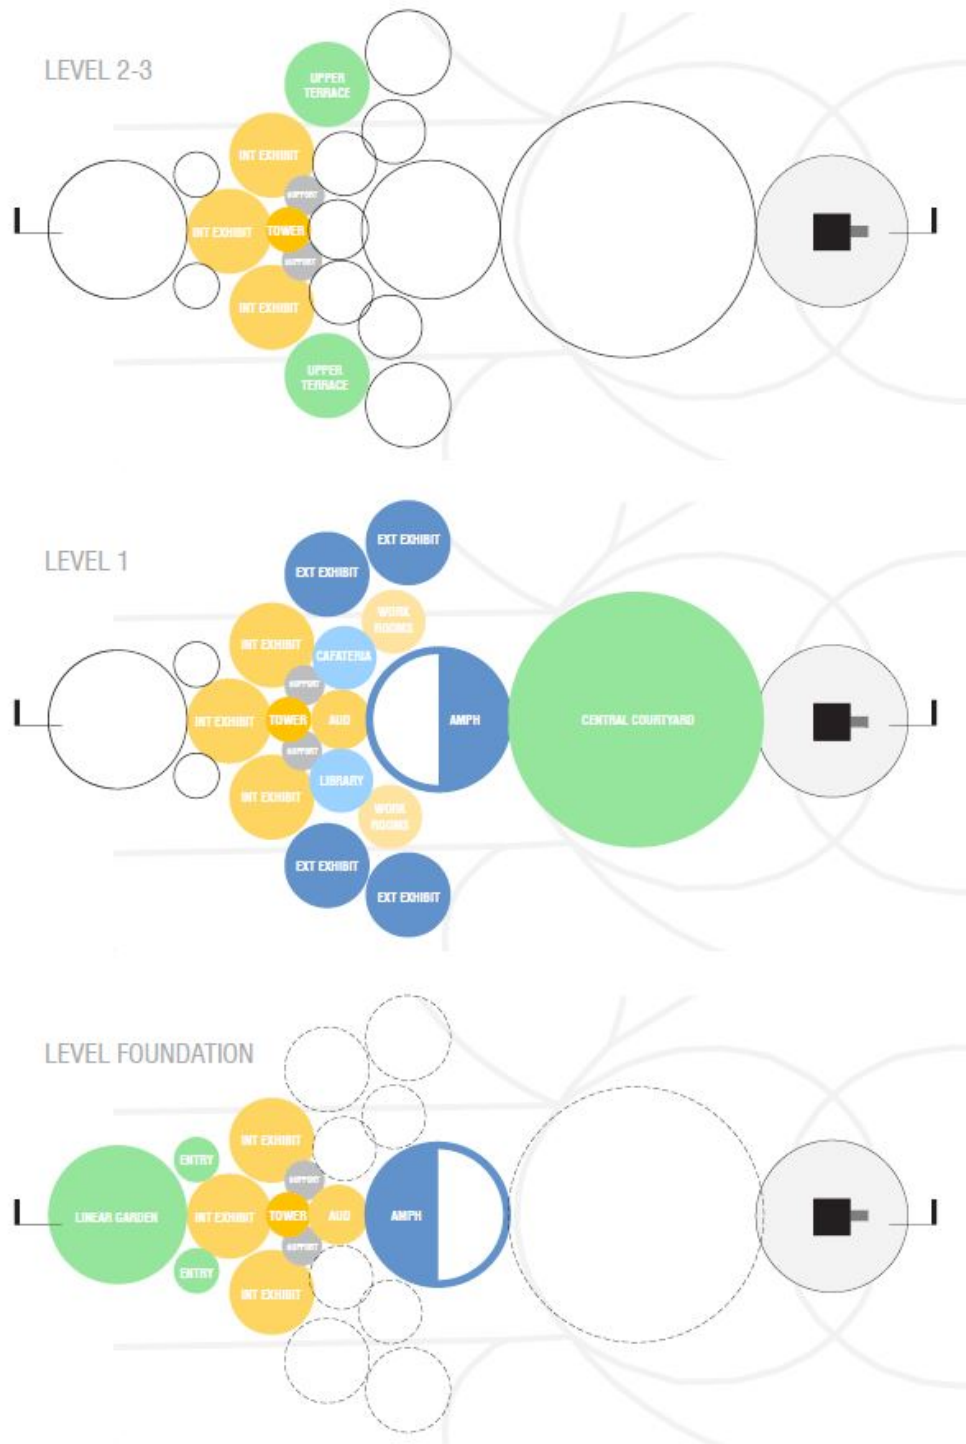 LEVEL 2-3
UPPER
TERRACE
INT EXHIBIT
SUPPORT
INT EXHIBIT
TOWER
SUPPORT
INT EXHIBIT
UPPER
TERRACE
LEVEL 1
EXT EXHIBIT
EXT EXHIBIT
WORK
ROOMS
INT EXHIBIT
CAFATERIA
SUPPORT
INT EXHIBIT
TOWER
AUD
AMPH
CENTRAL COURTYARD
SUPPORT
LIBRARY
INT EXHIBIT
WORK
ROOMS
EXT EXHIBIT
EXT EXHIBIT
LEVEL FOUNDATION
INT EXHIBIT
ENTRY
SUPPORT
LINEAR GARDEN
INT EXHIBIT
TOWER
AUD
AMPH
SUPPORT
ENTRY
INT EXHIBIT